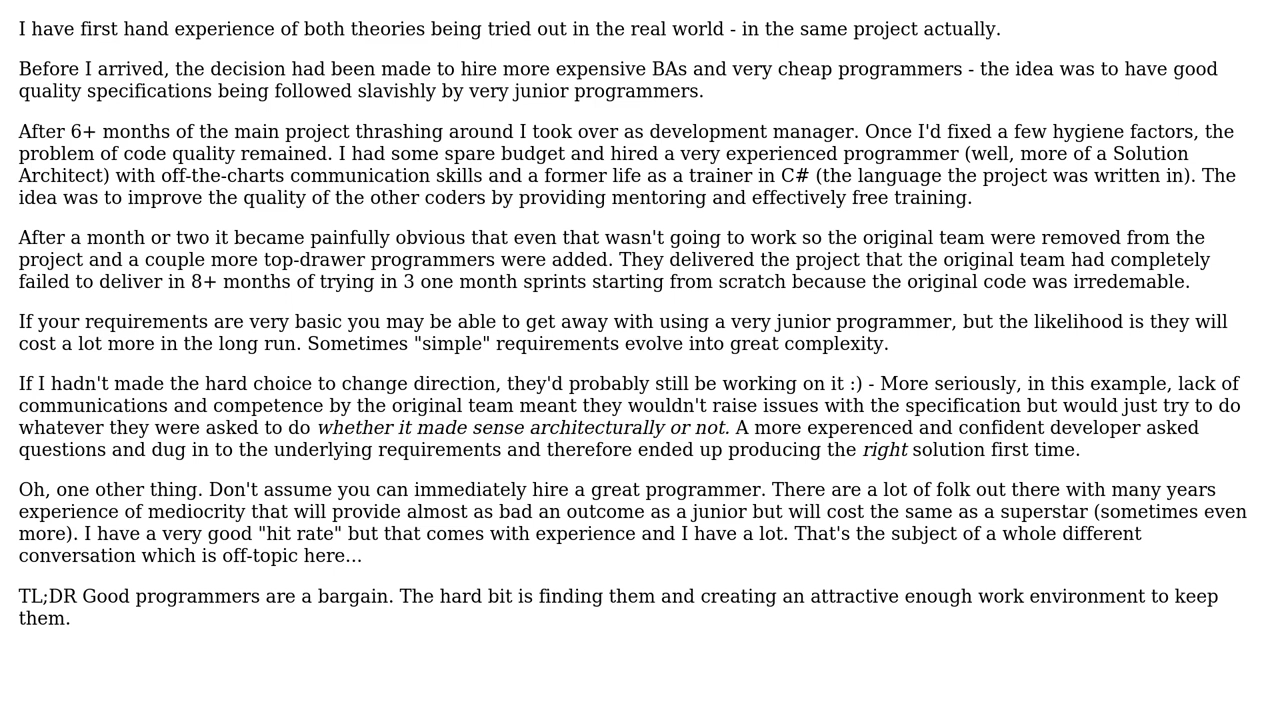 I have first hand experience of both theories being tried out in the real world - in the same project actually.
Before I arrived, the decision had been made to hire more expensive BAs and very cheap programmers - the idea was to have good
quality specifications being followed slavishly by very junior programmers.
After 6+ months of the main project thrashing around I took over as development manager. Once I'd fixed a few hygiene factors, the
problem of code quality remained. I had some spare budget and hired a very experienced programmer (well, more of a Solution
Architect) with off-the-charts communication skills and a former life as a trainer in C# (the language the project was written in). The
idea was to improve the quality of the other coders by providing mentoring and effectively free training.
After a month or two it became painfully obvious that even that wasn't going to work so the original team were removed from the
project and a couple more top-drawer programmers were added. They delivered the project that the original team had completely
failed to deliver in 8+ months of trying in 3 one month sprints starting from scratch because the original code was irredemable.
If your requirements are very basic you may be able to get away with using a very junior programmer, but the likelihood is they will
cost a lot more in the long run. Sometimes "simple" requirements evolve into great complexity.
If I hadn't made the hard choice to change direction, they'd probably still be working on it :) - More seriously, in this example, lack of
communications and competence by the original team meant they wouldn't raise issues with the specification but would just try to do
whatever they were asked to do whether it made sense architecturally or not. A more experenced and confident developer asked
questions and dug in to the underlying requirements and therefore ended up producing the right solution first time.
Oh, one other thing. Don't assume you can immediately hire a great programmer. There are a lot of folk out there with many years
experience of mediocrity that will provide almost as bad an outcome as a junior but will cost the same as a superstar (sometimes even
more). I have a very good "hit rate" but that comes with experience and I have a lot. That's the subject of a whole different
conversation which is off-topic here...
TL;DR Good programmers are a bargain. The hard bit is finding them and creating an attractive enough work environment to keep
them.